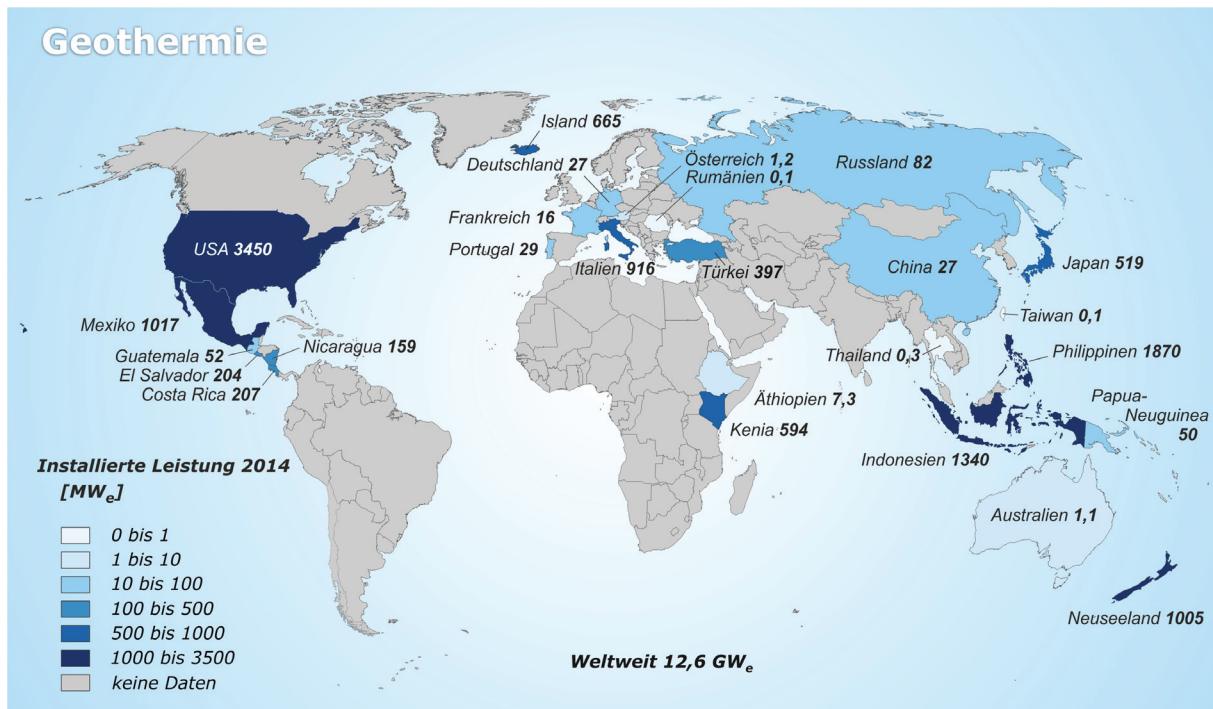 Geothermie
Island 665
Deutschland 27
Österreich 1,2
Rumänien 0,1
Russland 82
Frankreich 16
USA 3450
Portugal 29
Italien 916
Türkei 397
China 27
Japan 519
Mexiko 1017
Nicaragua 159
Taiwan 0,1
Guatemala 52
Thailand 0,3
Philippinen 1870
El Salvador 204
Costa Rica 207
Äthiopien 7,3
Papua-
Neuguinea
50
Kenia 594
Indonesien 1340
Installierte Leistung 2014
[MWe]
Australien 1,1
0 bis 1
1 bis 10
10 bis 100
100 bis 500
500 bis 1000
1000 bis 3500
keine Daten
Neuseeland 1005
Weltweit 12,6 GWe